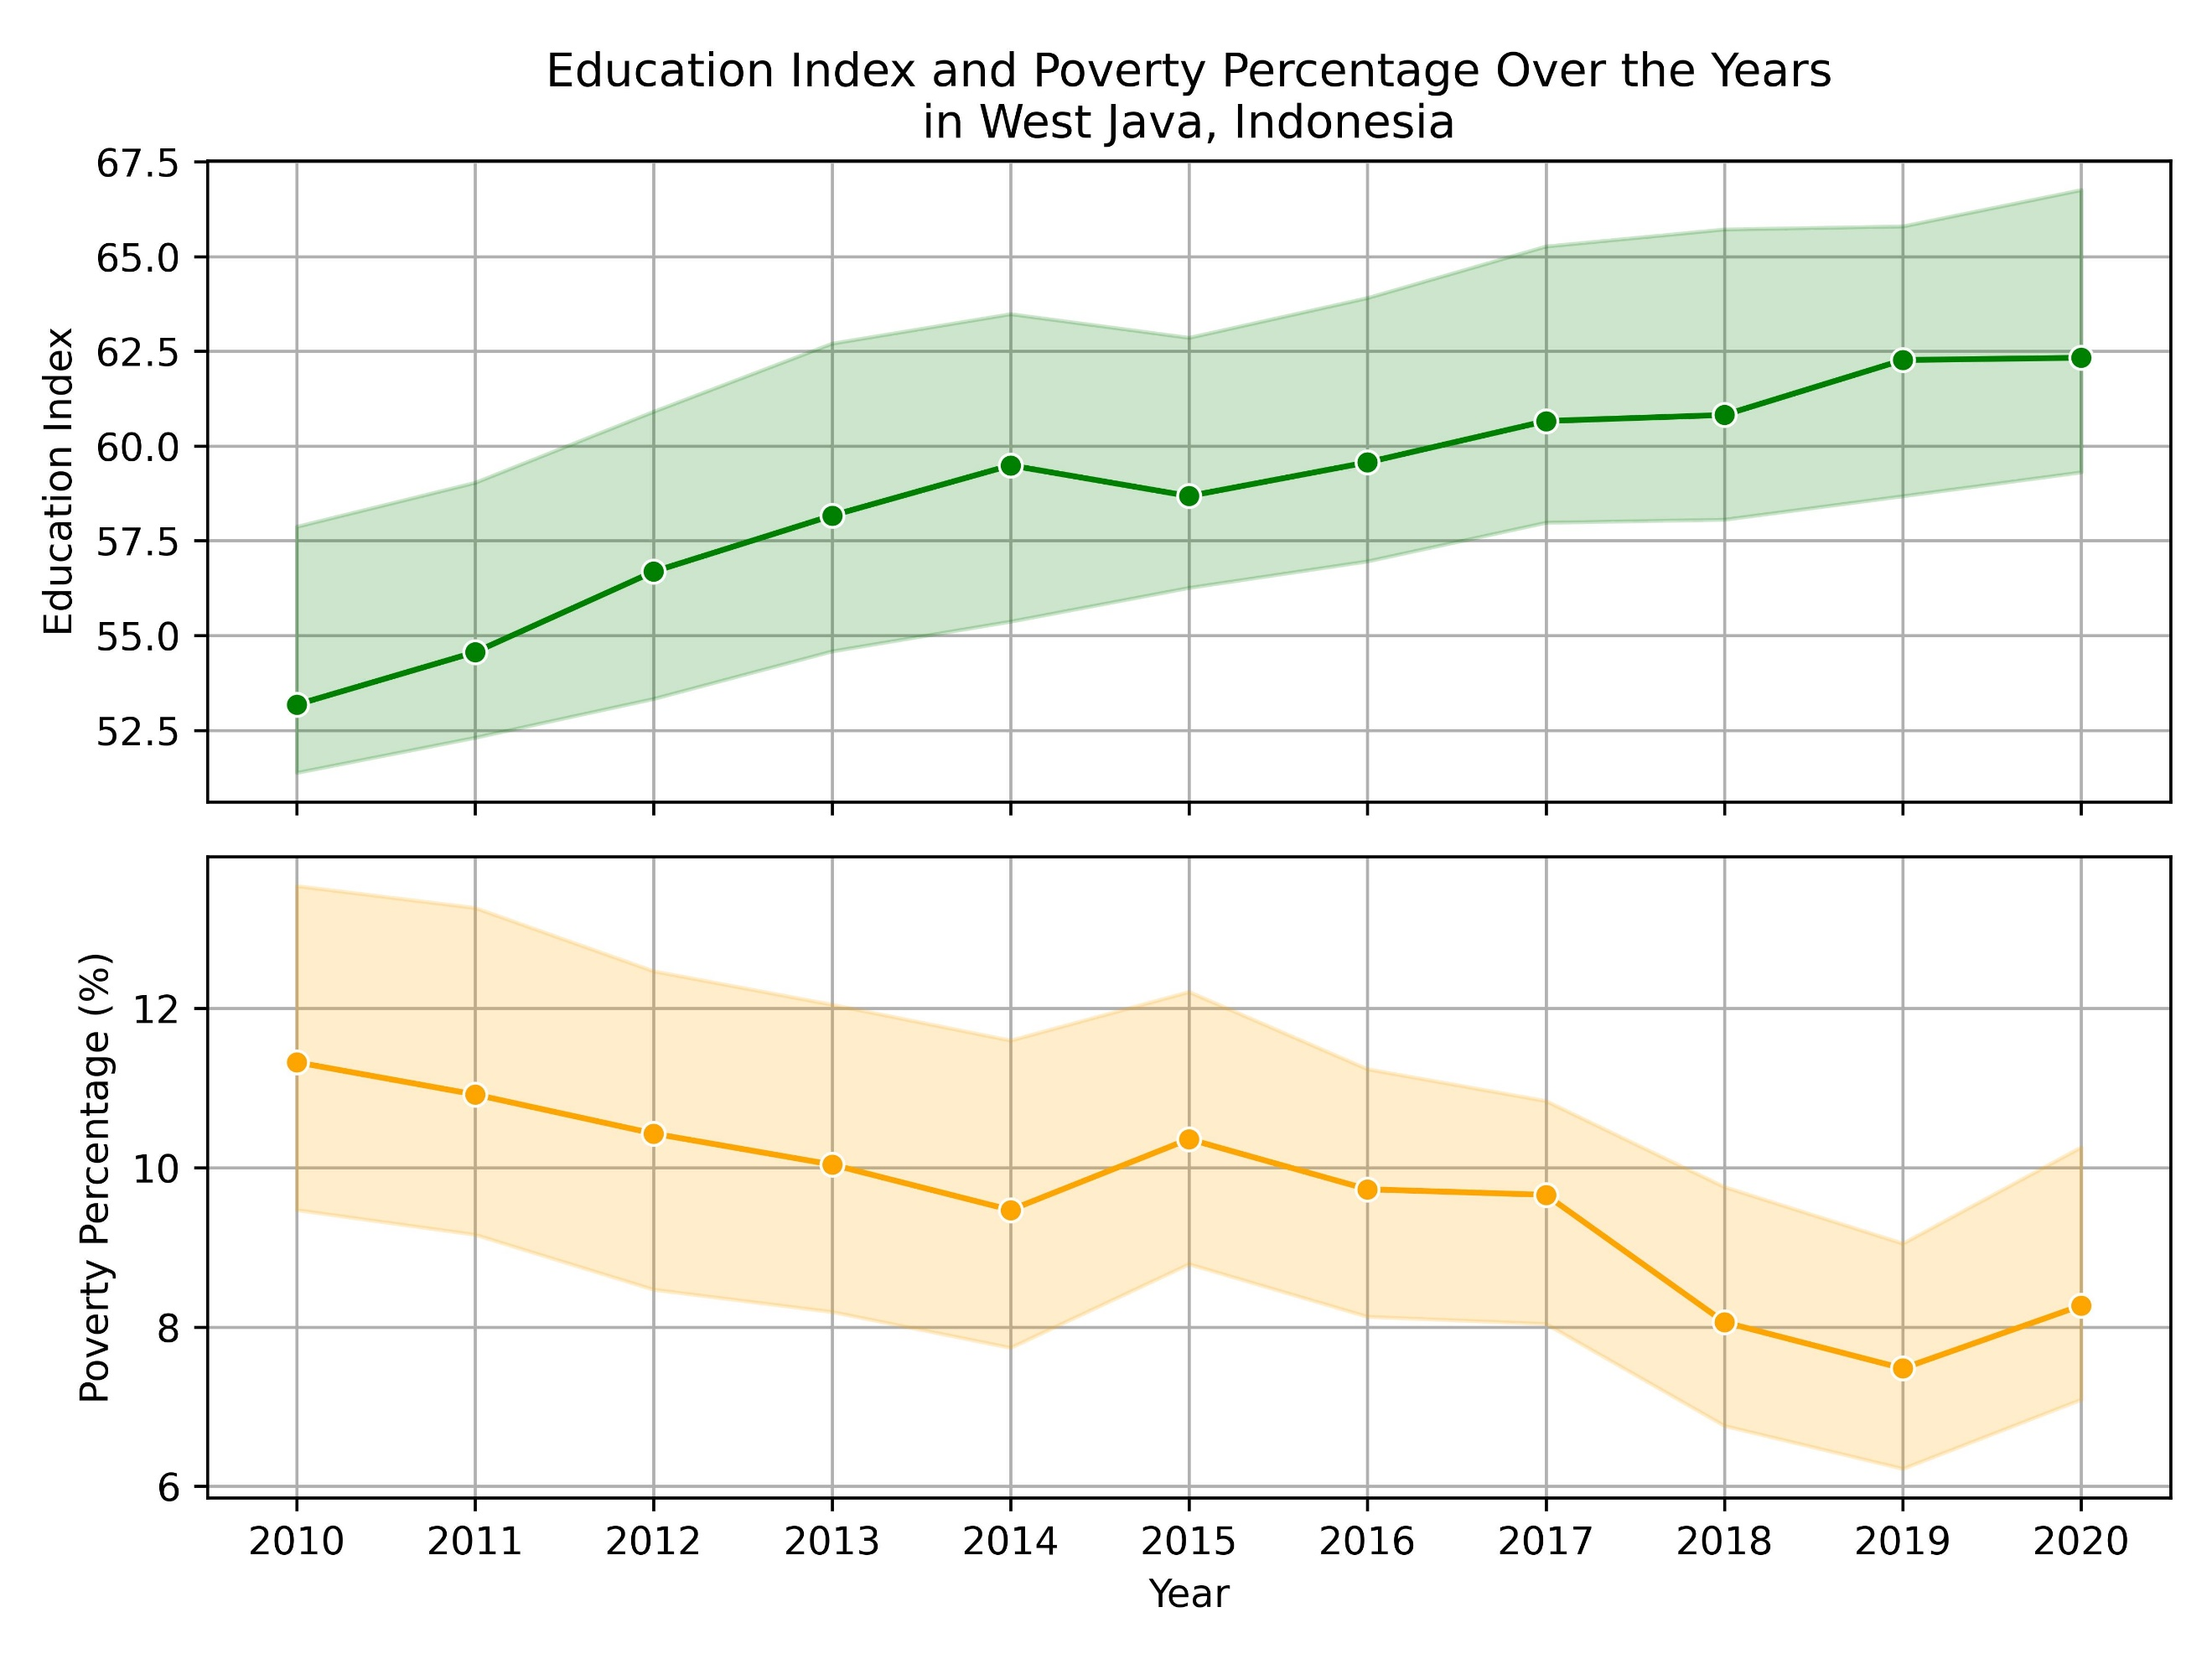 Education Index and Poverty Percentage Over the Years
in West Java, Indonesia
Education Index
67.5
65.0
62.5
60.0
57.5
55.0
52.5
Poverty Percentage (%)
12
10
8
6
2010 2011 2012 2013 2014 2015 2016 2017 2018 2019 2020
Year